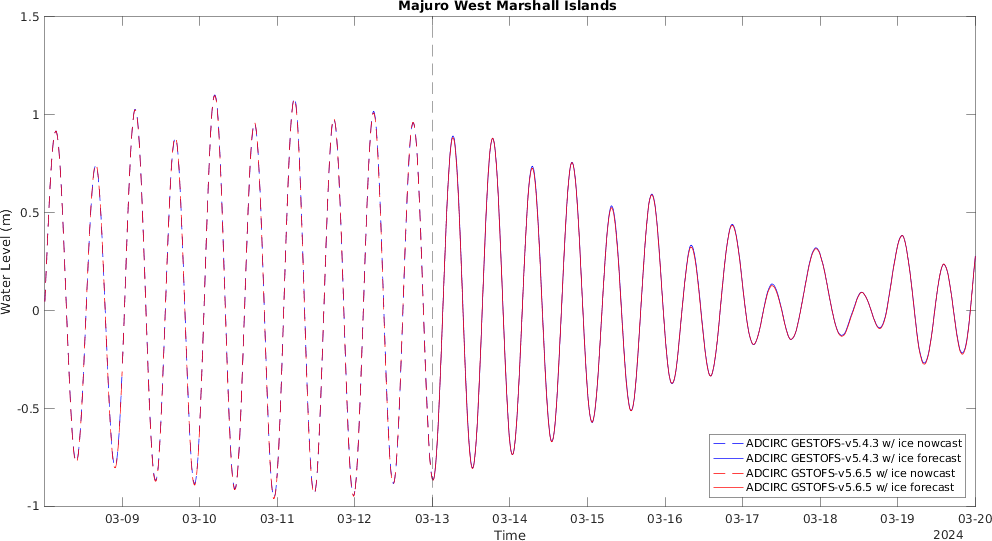 Majuro West Marshall Islands
1.5
1
0.5
0
-0.5
-1
Water Level (m)
ADCIRC GESTOFS-v5.4.3 w/ ice nowcast
ADCIRC GESTOFS-v5.4.3 w/ ice forecast
ADCIRC GSTOFS-v5.6.5 w/ ice nowcast
ADCIRC GSTOFS-v5.6.5 w/ ice forecast
03-09 03-10 03-11 03-12 03-13 03-14 03-15 03-16 03-17 03-18 03-19 03-20
Time
2024